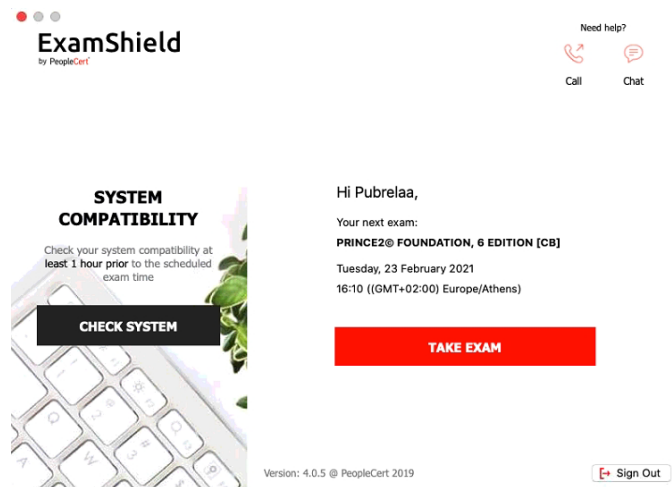 ExamShield
by PeopleCert
Need help?
Call
Chat
SYSTEM
COMPATIBILITY
Check your system compatibility at
least 1 hour prior to the scheduled
exam time
CHECK SYSTEM
Hi Pubrelaa,
Your next exam:
PRINCE2© FOUNDATION, 6 EDITION [CB]
Tuesday, 23 February 2021
16:10 ((GMT+02:00) Europe/Athens)
TAKE EXAM
Version: 4.0.5 @ PeopleCert 2019
Sign Out